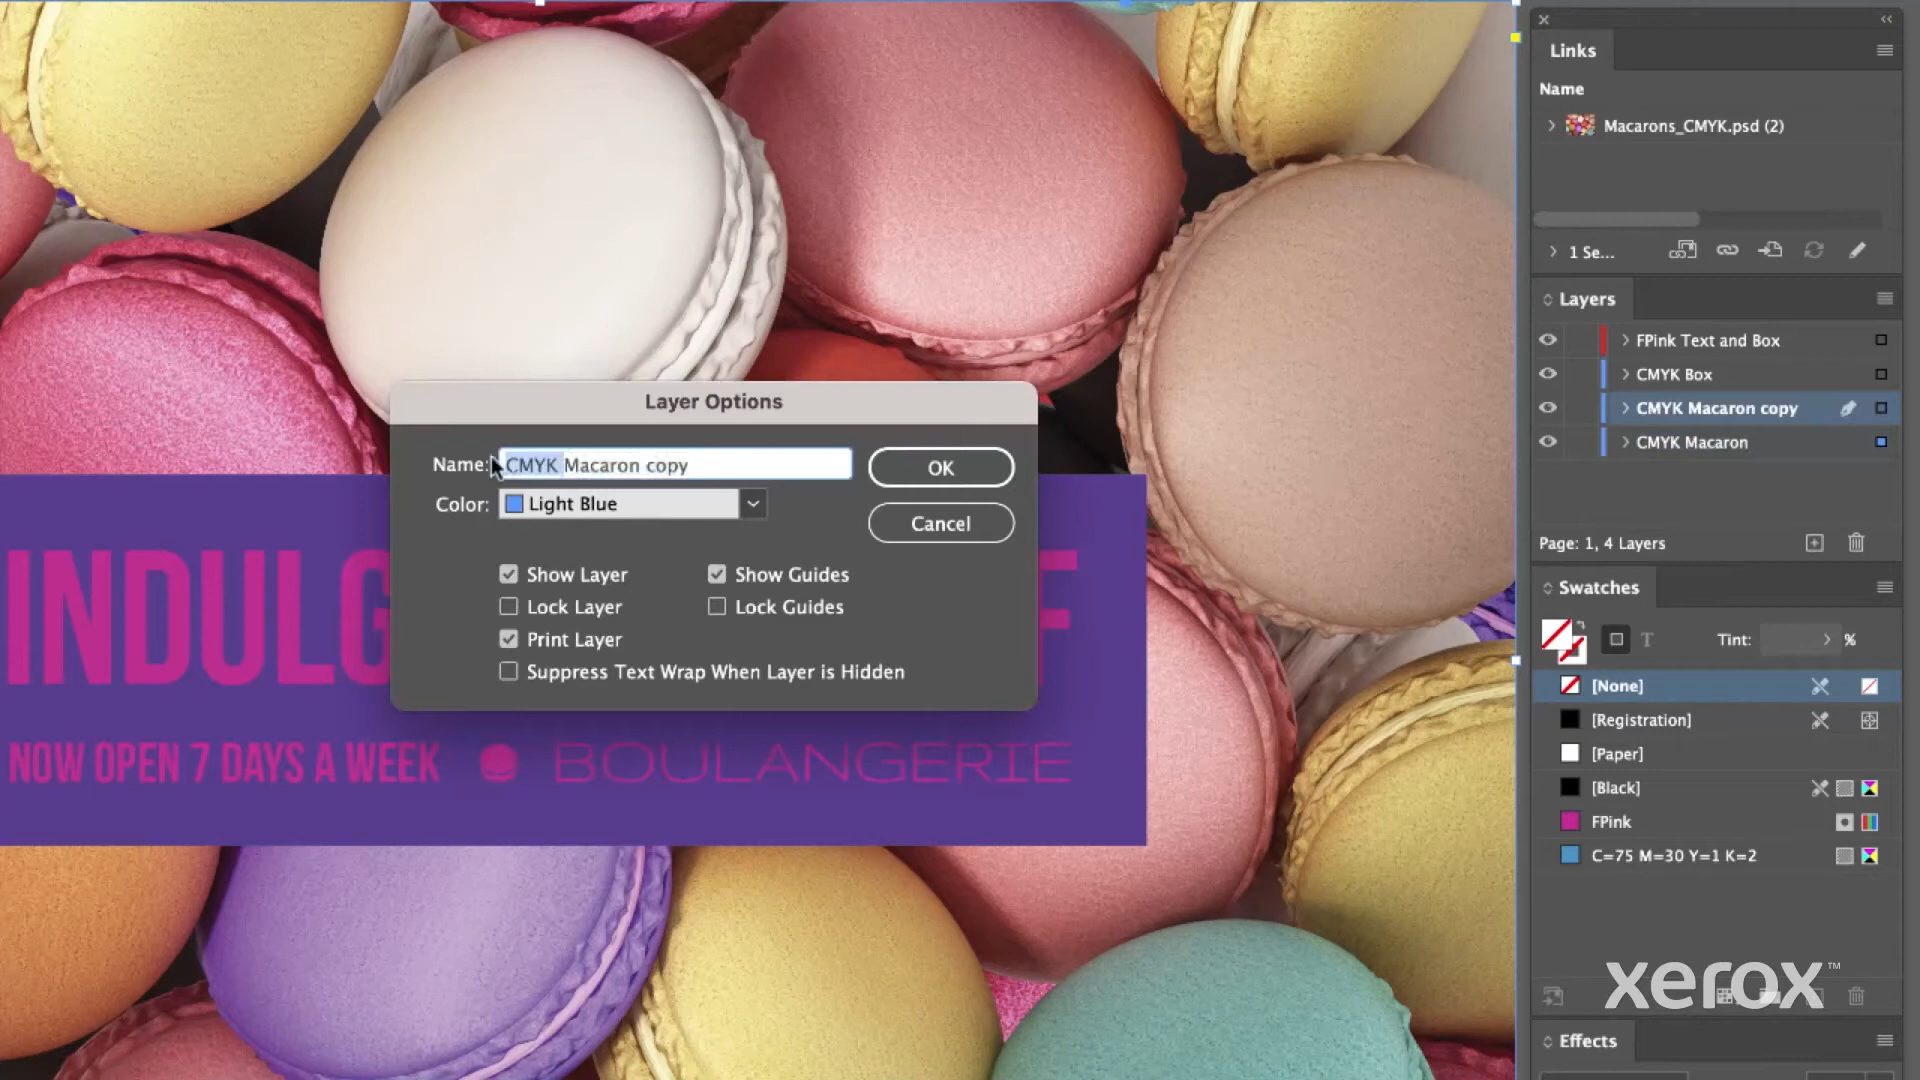 Links
Name
Macarons_CMYK.psd (2)
1 Se...
Layers
FPink Text and Box
CMYK Box
CMYK Macaron copy
CMYK Macaron
Page: 1, 4 Layers
Swatches
T
Tint:
%
[None]
[Registration]
[Paper]
[Black]
FPink
C=75 M=30 Y=1 K=2
xerox™
Effects
Layer Options
Name:
CMYK Macaron copy
OK
Color:
Light Blue
Cancel
Show Layer
Show Guides
Lock Layer
Lock Guides
Print Layer
Suppress Text Wrap When Layer is Hidden
NOW OPEN 7 DAYS A WEEK
BOULANGERIE